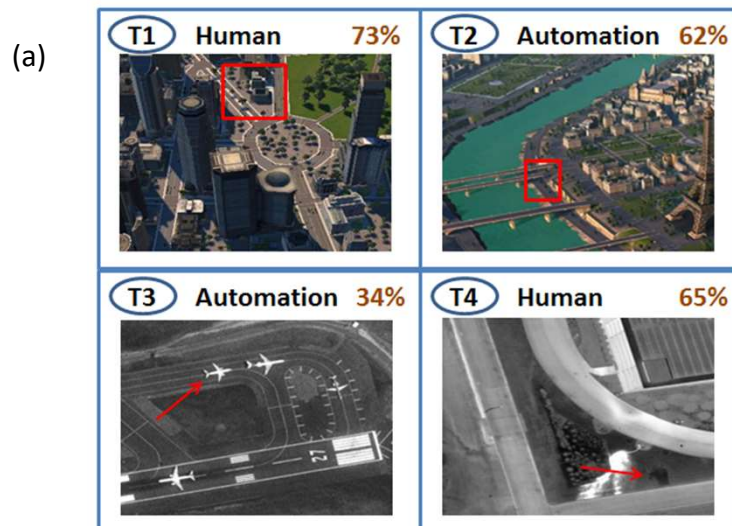 (a)
T1 Human 73%
T2 Automation 62%
T3 Automation 34%
T4 Human 65%
27